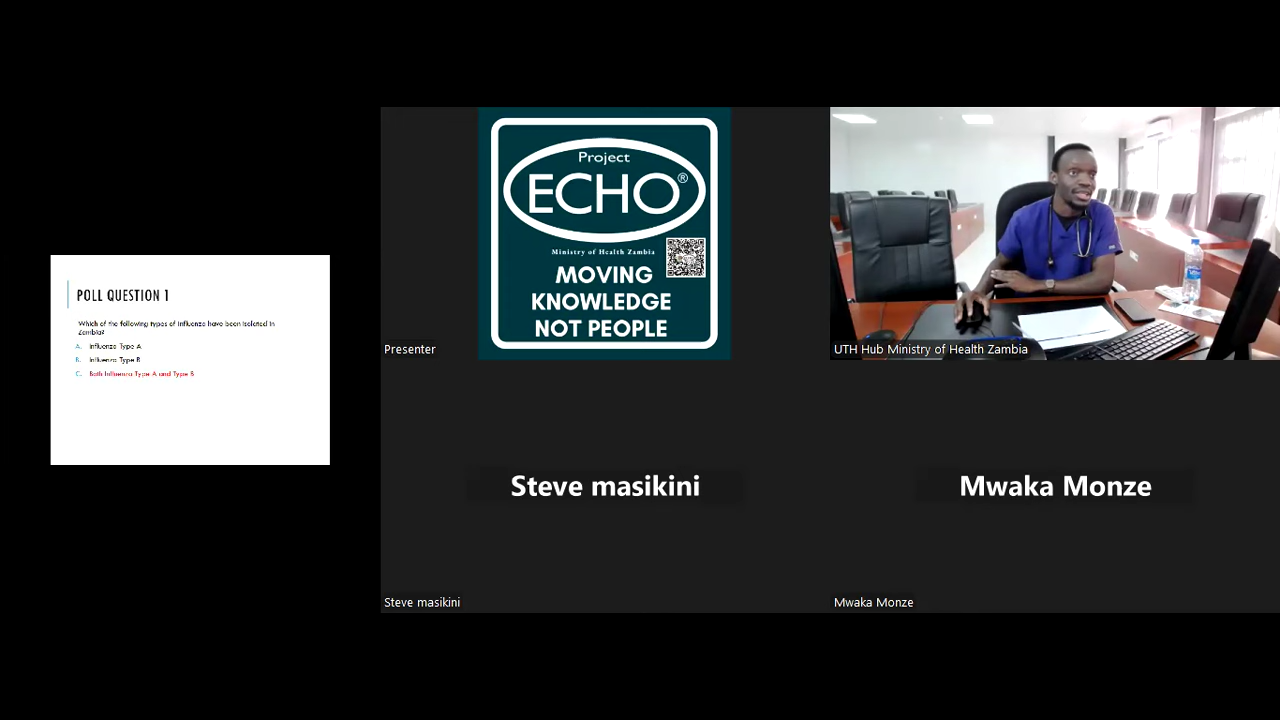 POLL QUESTION 1
Which of the following types of Influenza have been isolated in
Zambia?
A. Influenza Type A
B. Influenza Type B
C. Both Influenza Type A and Type B
Project
ECHO®
Ministry of Health Zambia
MOVING
KNOWLEDGE
NOT PEOPLE
Presenter
UTH Hub Ministry of Health Zambia
Steve masikini
Steve masikini
Mwaka Monze
Mwaka Monze